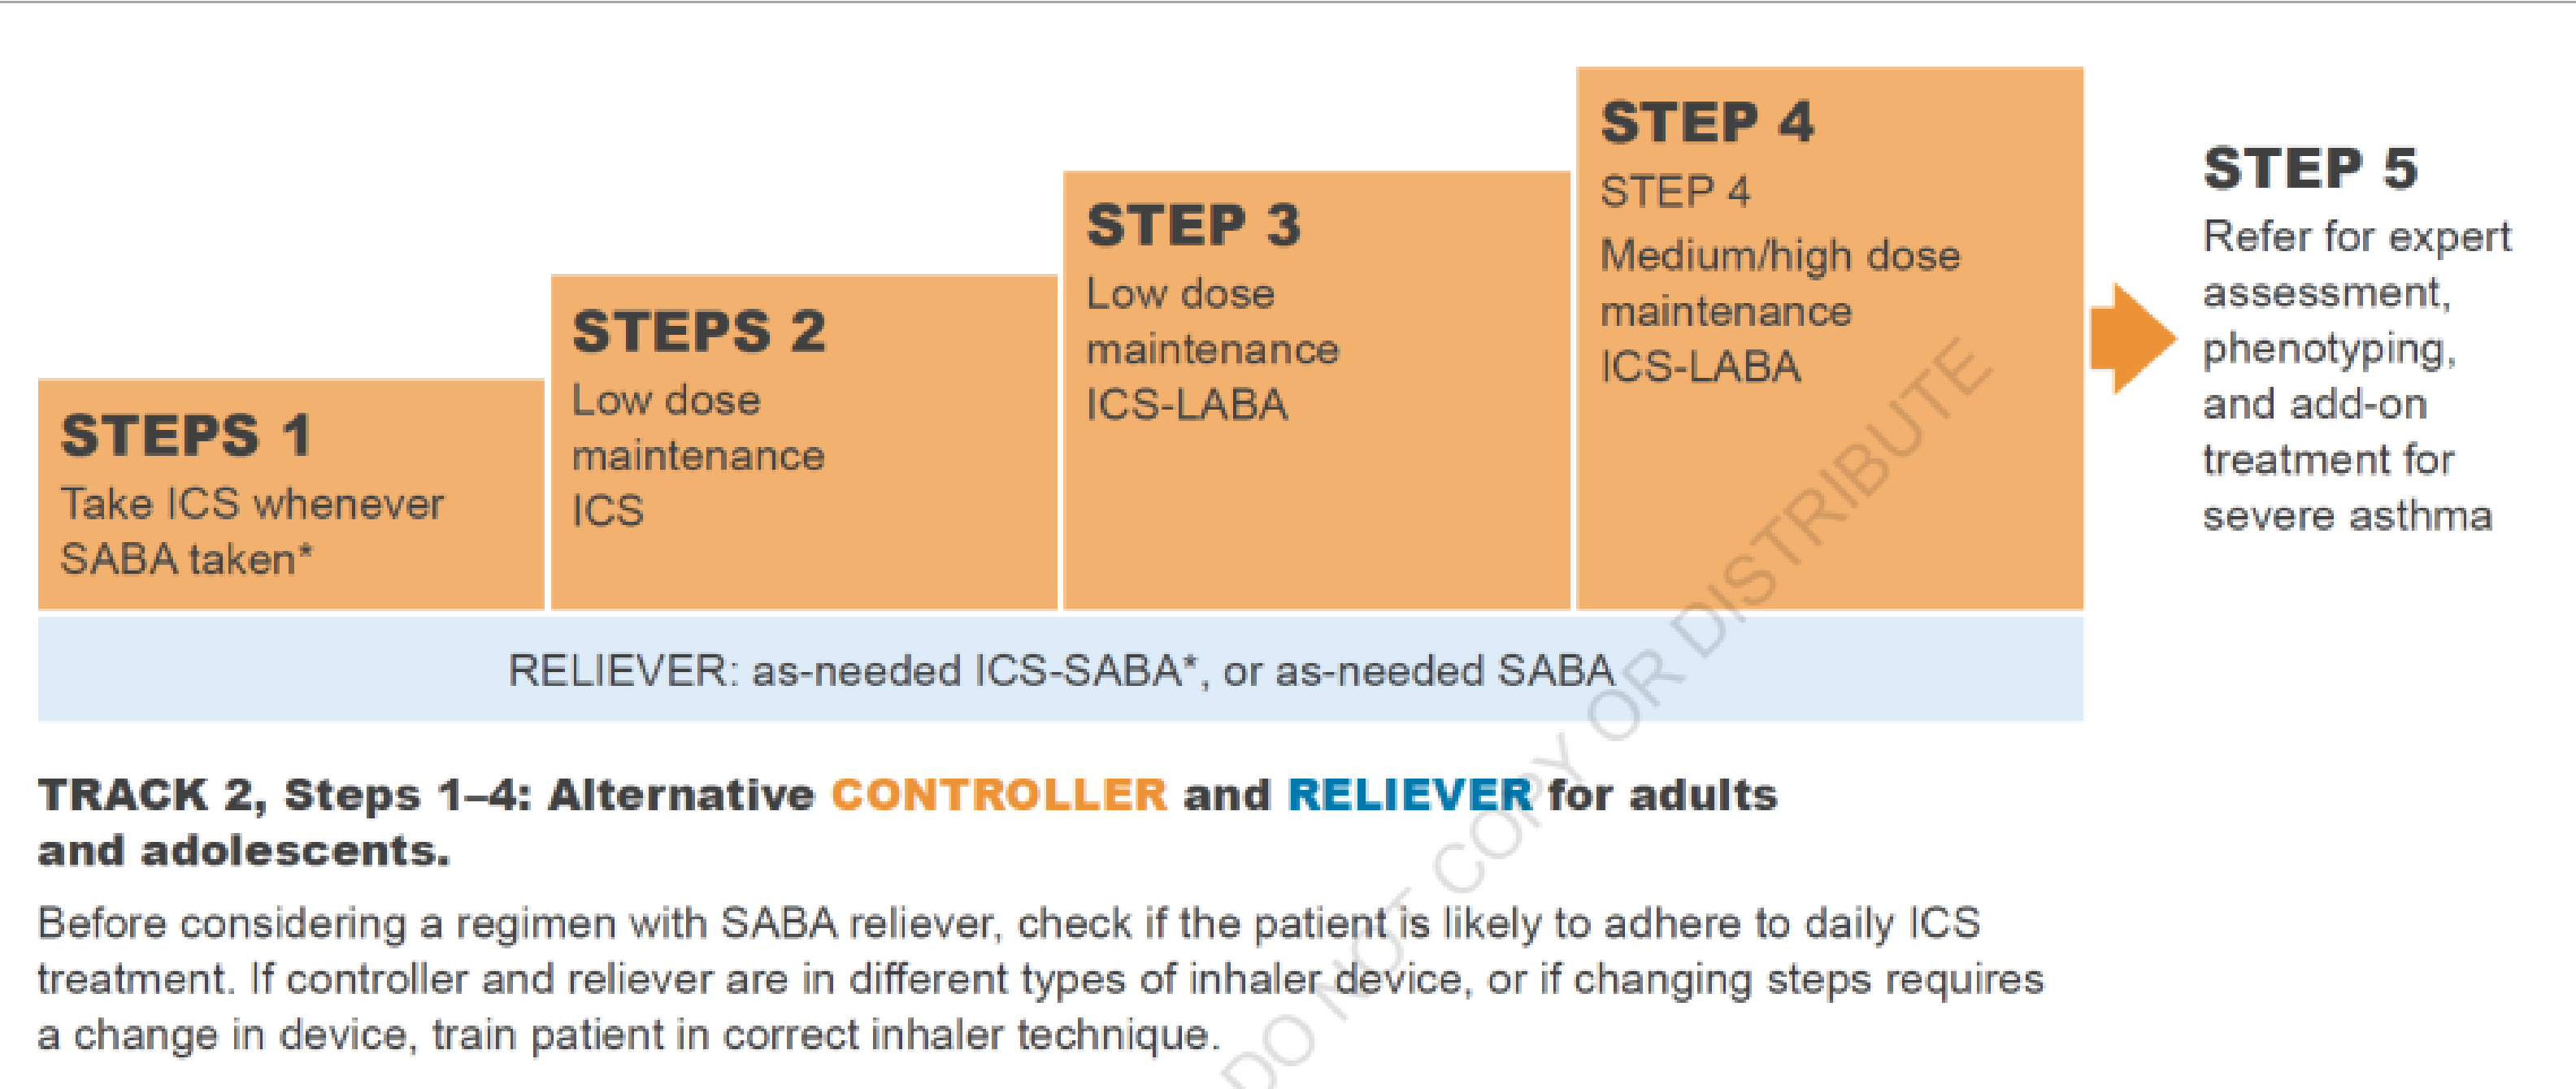 STEPS 1
Take ICS whenever
SABA taken*
STEPS 2
Low dose
maintenance
ICS
STEP 3
Low dose
maintenance
ICS-LABA
STEP 4
STEP 4
Medium/high dose
maintenance
ICS-LABA
STEP 5
Refer for expert
assessment,
phenotyping,
and add-on
treatment for
severe asthma
RELIEVER: as-needed ICS-SABA*, or as-needed SABA
TRACK 2, Steps 1–4: Alternative CONTROLLER and RELIEVER for adults
and adolescents.
Before considering a regimen with SABA reliever, check if the patient is likely to adhere to daily ICS
treatment. If controller and reliever are in different types of inhaler device, or if changing steps requires
a change in device, train patient in correct inhaler technique.
DO NOT COPY OR DISTRIBUTE